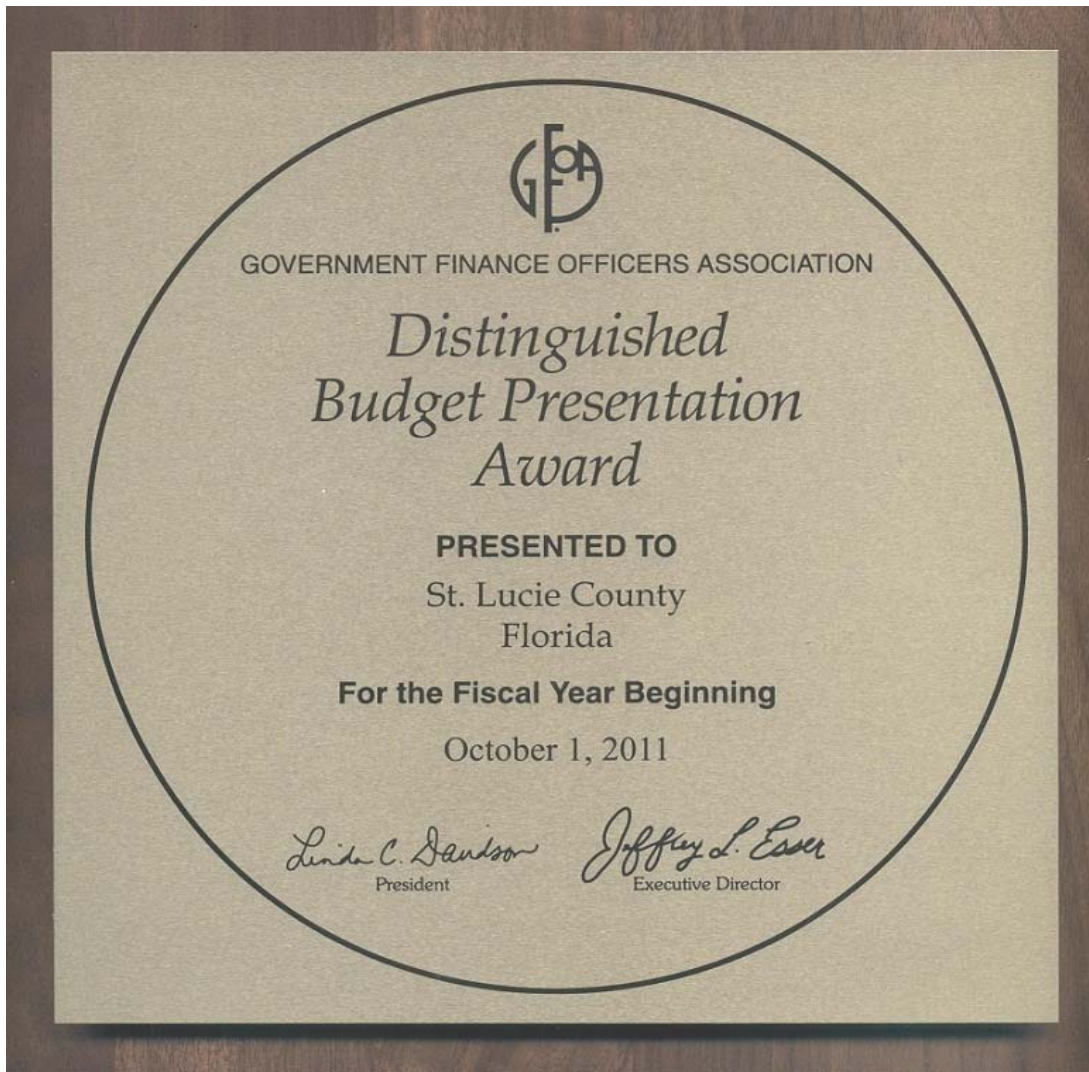 GFOA
GOVERNMENT FINANCE OFFICERS ASSOCIATION
Distinguished
Budget Presentation
Award
PRESENTED TO
St. Lucie County
Florida
For the Fiscal Year Beginning
October 1, 2011
Linda C. Davidson Jeffrey L. Esser
President Executive Director